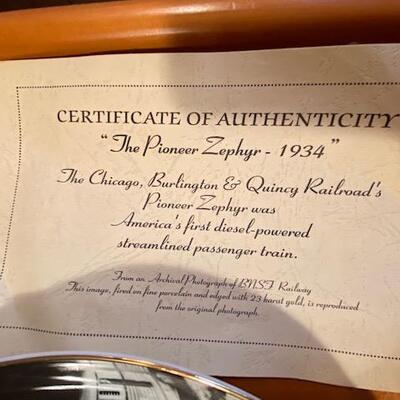 CERTIFICATE OF AUTHENTICITY
"The Pioneer Zephyr - 1934"
The Chicago, Burlington & Quincy Railroad's
Pioneer Zephyr was
America's first diesel-powered
streamlined passenger train.
From an Archival Photograph of BNSF Railway
This image, fired on fine porcelain and edged with 23 karat gold, is reproduced
from the original photograph.